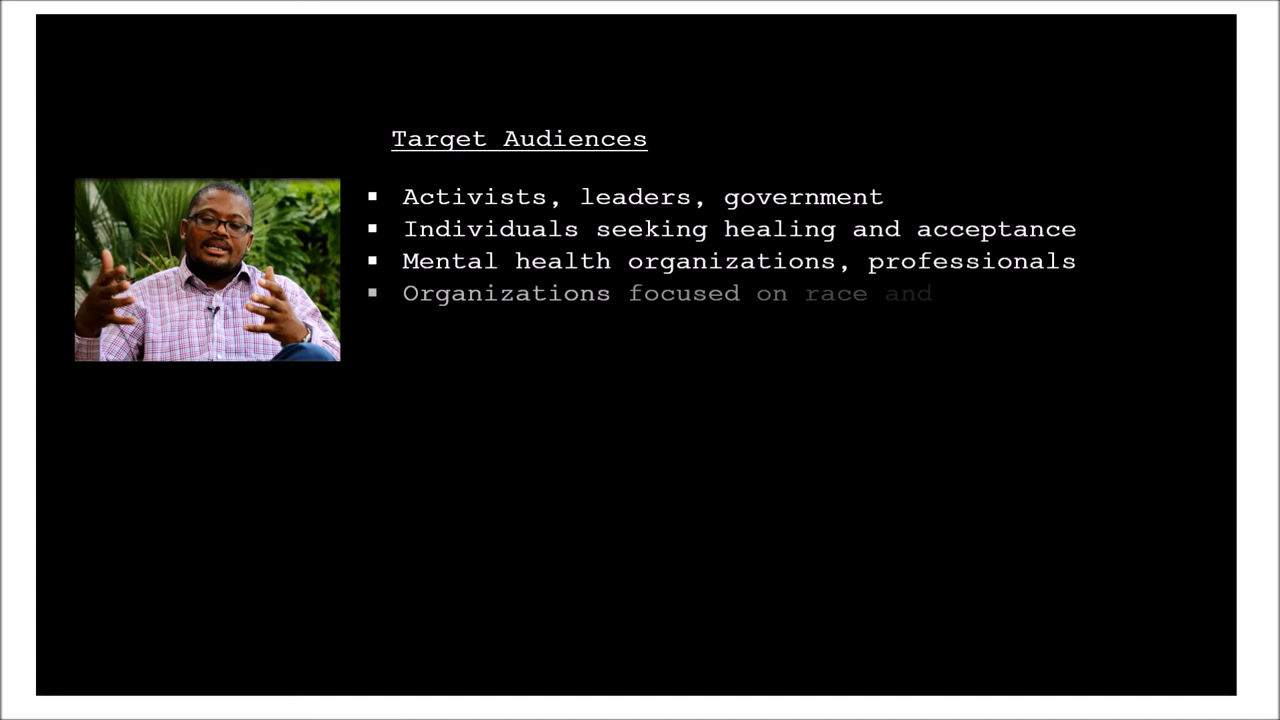 Target Audiences
▪ Activists, leaders, government
▪ Individuals seeking healing and acceptance
▪ Mental health organizations, professionals
▪ Organizations focused on race and